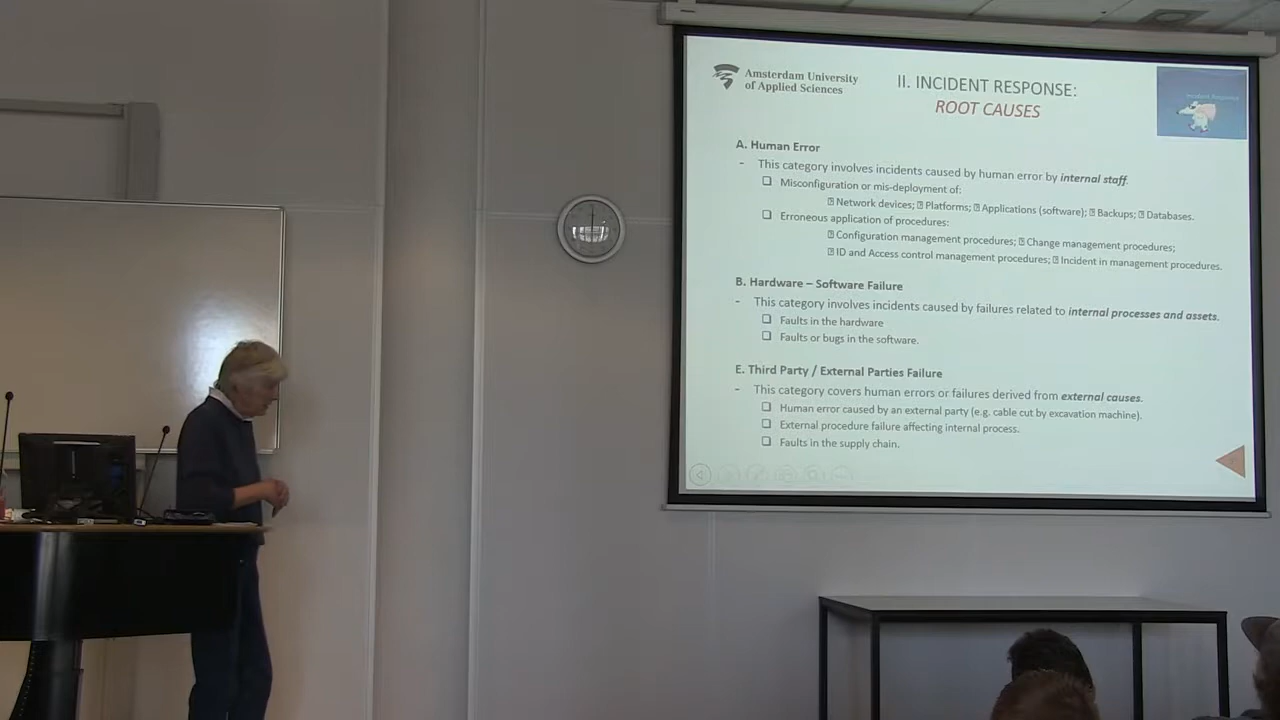 Amsterdam University
of Applied Sciences
II. INCIDENT RESPONSE:
ROOT CAUSES
Incident Response
A. Human Error
- This category involves incidents caused by human error by internal staff.
❑ Misconfiguration or mis-deployment of:
⍰ Network devices; ⍰ Platforms; ⍰ Applications (software); ⍰ Backups; ⍰ Databases.
❑ Erroneous application of procedures:
⍰ Configuration management procedures; ⍰ Change management procedures;
⍰ ID and Access control management procedures; ⍰ Incident in management procedures.
B. Hardware – Software Failure
- This category involves incidents caused by failures related to internal processes and assets.
❑ Faults in the hardware
❑ Faults or bugs in the software.
E. Third Party / External Parties Failure
- This category covers human errors or failures derived from external causes.
❑ Human error caused by an external party (e.g. cable cut by excavation machine).
❑ External procedure failure affecting internal process.
❑ Faults in the supply chain.